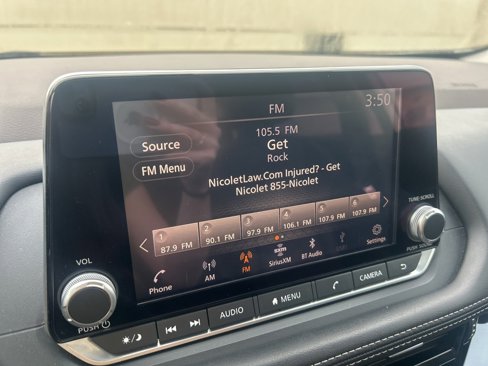 FM
3:50
105.5 FM
Source
Get
Rock
FM Menu
NicoletLaw.Com Injured? - Get
Nicolet 855-Nicolet
1 2 3 4 5 6
87.9 FM 90.1 FM 97.9 FM 106.1 FM 107.9 FM 107.9 FM
Phone AM FM SiriusXM BT Audio Settings
VOL
PUSH
TUNE/SCROLL
PUSH SOUND
AUDIO MENU CAMERA